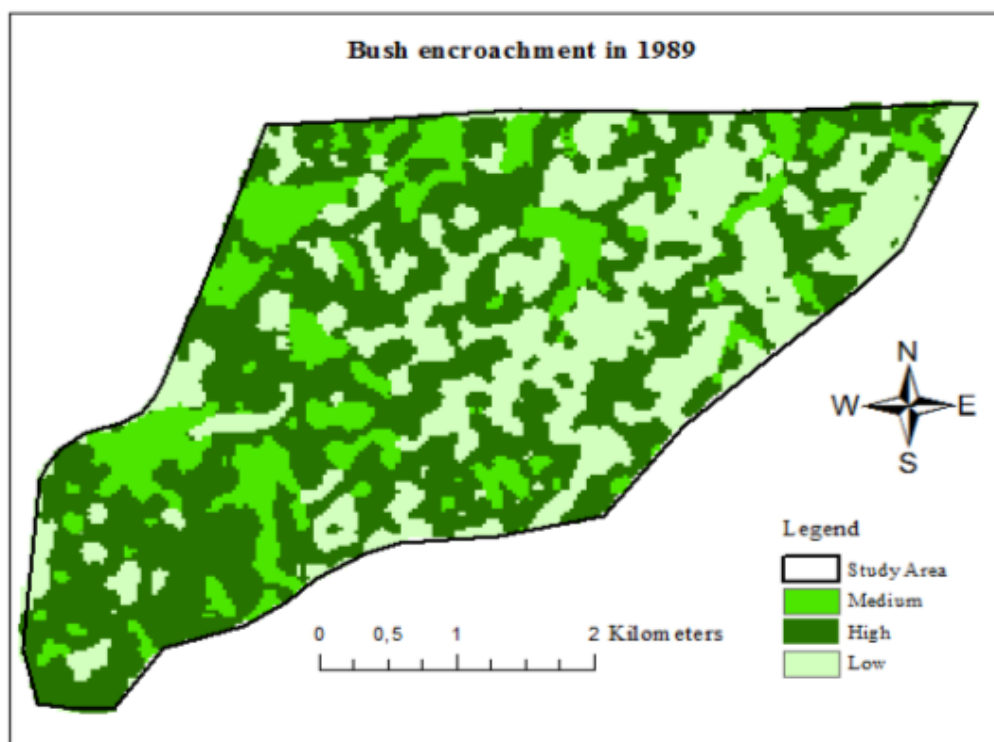 Bush encroachment in 1989
N
W E
S
Legend
Study Area
Medium
High
Low
0 0,5 1 2 Kilometers